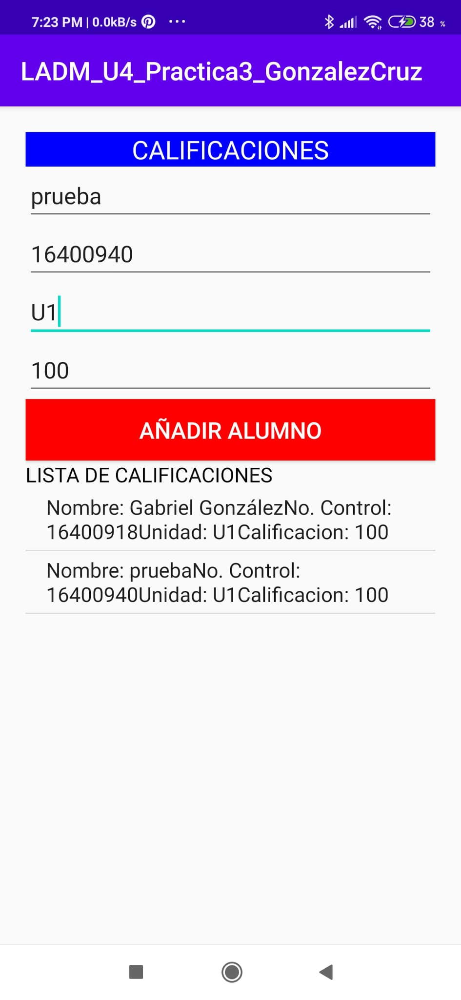 7:23 PM | 0.0kB/s ... 38 %
LADM_U4_Practica3_GonzalezCruz
CALIFICACIONES
prueba
16400940
U1
100
AÑADIR ALUMNO
LISTA DE CALIFICACIONES
Nombre: Gabriel GonzálezNo. Control:
16400918Unidad: U1Calificacion: 100
Nombre: pruebaNo. Control:
16400940Unidad: U1Calificacion: 100